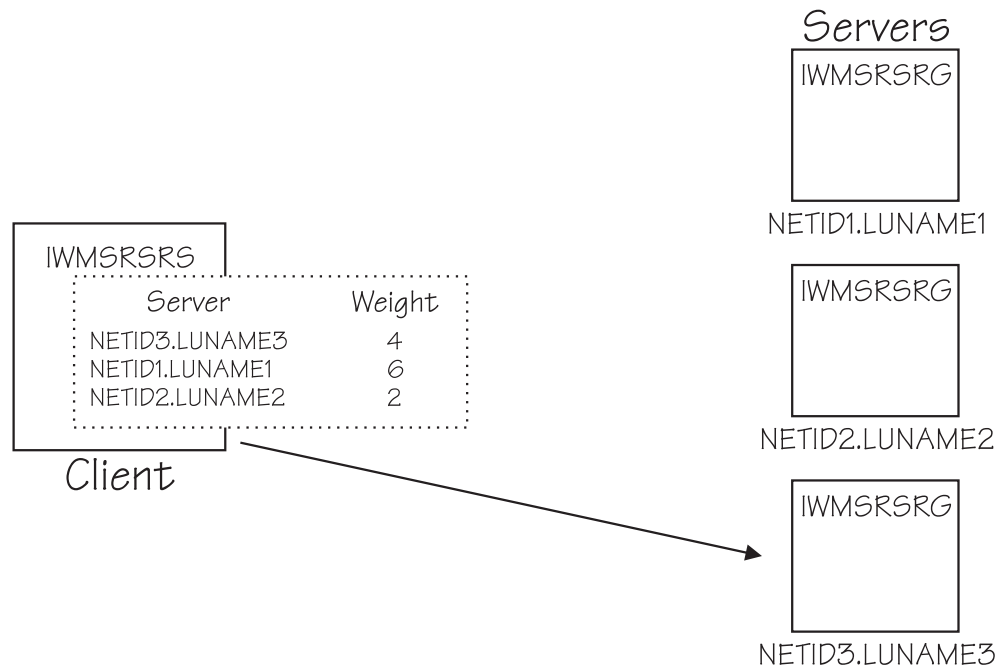 Servers
IWMSRSRG
NETID1.LUNAME1
IWMSRSRS
Server Weight
NETID3.LUNAME3 4
NETID1.LUNAME1 6
NETID2.LUNAME2 2
Client
IWMSRSRG
NETID2.LUNAME2
IWMSRSRG
NETID3.LUNAME3